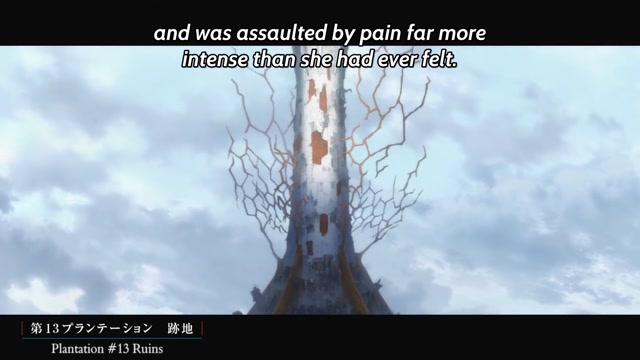 and was assaulted by pain far more
intense than she had ever felt.
第13プランテーション　跡地
Plantation #13 Ruins